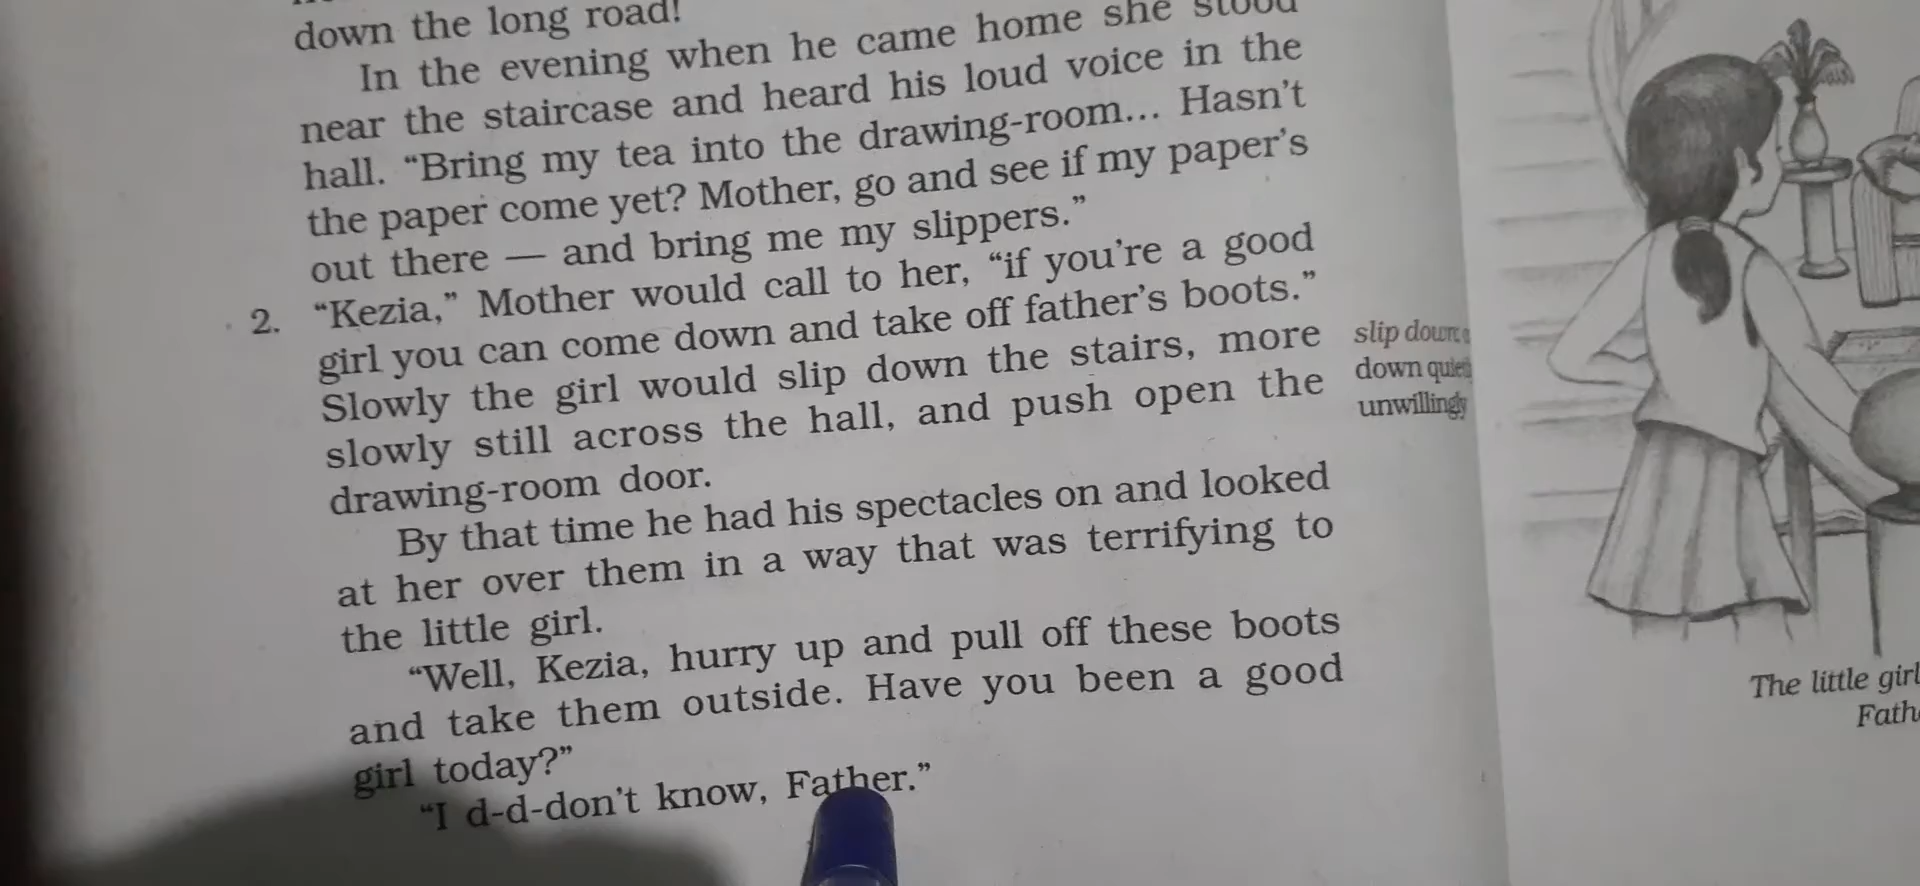 down the long road!
In the evening when he came home she stood
near the staircase and heard his loud voice in the
hall. “Bring my tea into the drawing-room... Hasn’t
the paper come yet? Mother, go and see if my paper’s
out there — and bring me my slippers.”
2. “Kezia,” Mother would call to her, “if you’re a good
girl you can come down and take off father’s boots.”
Slowly the girl would slip down the stairs, more
slowly still across the hall, and push open the
drawing-room door.
By that time he had his spectacles on and looked
at her over them in a way that was terrifying to
the little girl.
“Well, Kezia, hurry up and pull off these boots
and take them outside. Have you been a good
girl today?”
“I d-d-don’t know, Father.”
slip down
down
unwillingly
The little girl